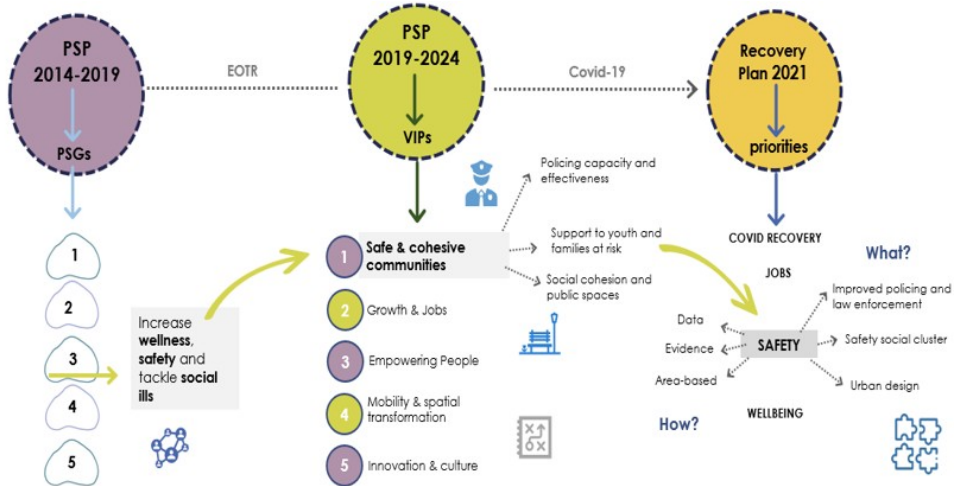 PSP
2014-2019
PSGs
EOTR
PSP
2019-2024
VIPs
Covid-19
Recovery
Plan 2021
priorities
1
2
3
4
5
Increase
wellness,
safety and
tackle social
ills
1
Safe & cohesive
communities
2
Growth & Jobs
3
Empowering People
4
Mobility & spatial
transformation
5
Innovation & culture
Policing capacity and
effectiveness
Support to youth and
families at risk
Social cohesion and
public spaces
COVID RECOVERY
JOBS
What?
Improved policing and
law enforcement
Data
Evidence
SAFETY
Safety social cluster
Area-based
Urban design
How?
WELLBEING